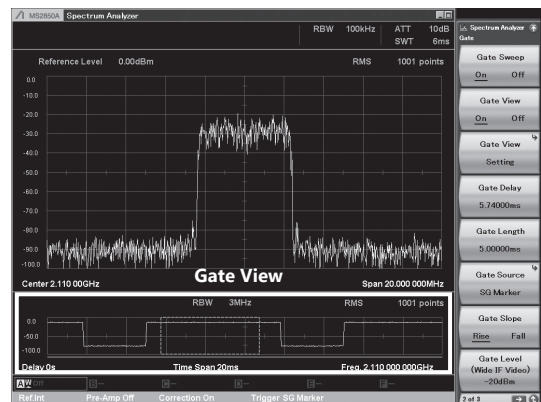 MS2850A Spectrum Analyzer
RBW 100kHz ATT 10dB
SWT 6ms
Reference Level 0.00dBm RMS 1001 points
0.0
-10.0
-20.0
-30.0
-40.0
-50.0
-60.0
-70.0
-80.0
-90.0
-100.0
Center 2.110 00GHz Span 20.000 000MHz
Gate View
RBW 3MHz RMS 1001 points
0.0
-50.0
-100.0
Delay 0s Time Span 20ms Freq. 2.110 000 000GHz
Ref.Int Pre-Amp Off Correction On Trigger SG Marker
Spectrum Analyzer
Gate
Gate Sweep
On Off
Gate View
On Off
Gate View
Setting
Gate Delay
5.74000ms
Gate Length
5.00000ms
Gate Source
SG Marker
Gate Slope
Rise Fall
Gate Level
(Wide IF Video)
-20dBm
2 of 3